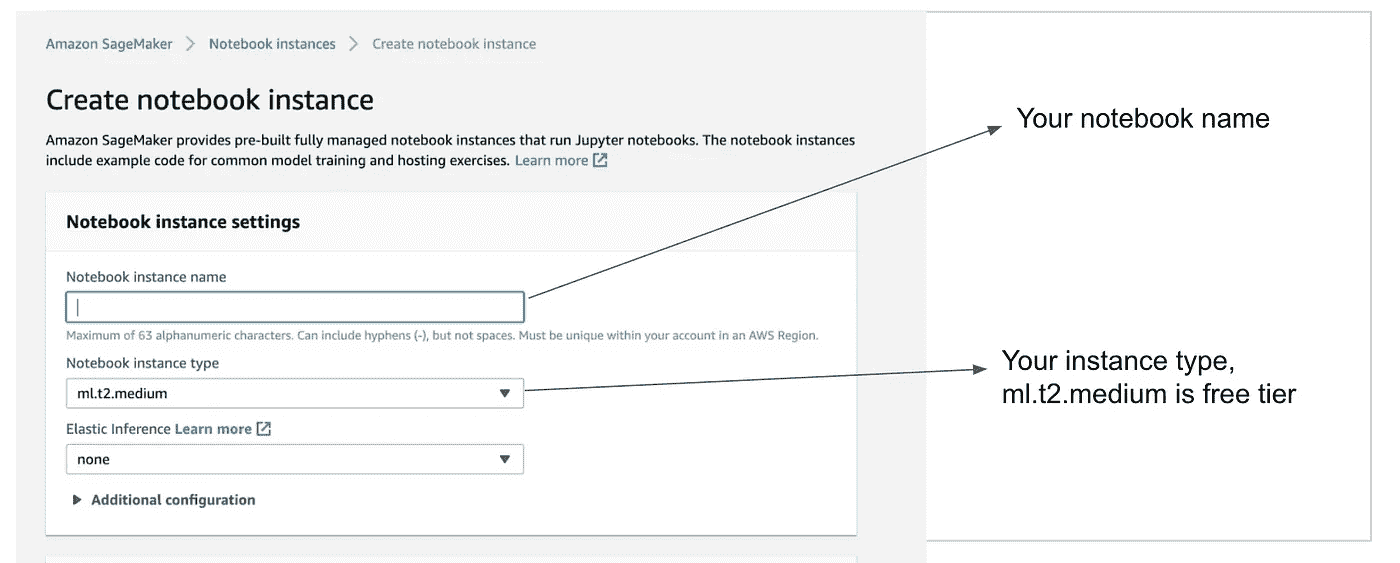 Amazon SageMaker > Notebook instances > Create notebook instance
Create notebook instance
Amazon SageMaker provides pre-built fully managed notebook instances that run Jupyter notebooks. The notebook instances
include example code for common model training and hosting exercises. Learn more
Notebook instance settings
Notebook instance name
Maximum of 63 alphanumeric characters. Can include hyphens (-), but not spaces. Must be unique within your account in an AWS Region.
Notebook instance type
ml.t2.medium
Elastic Inference Learn more
none
Additional configuration
Your notebook name
Your instance type,
ml.t2.medium is free tier